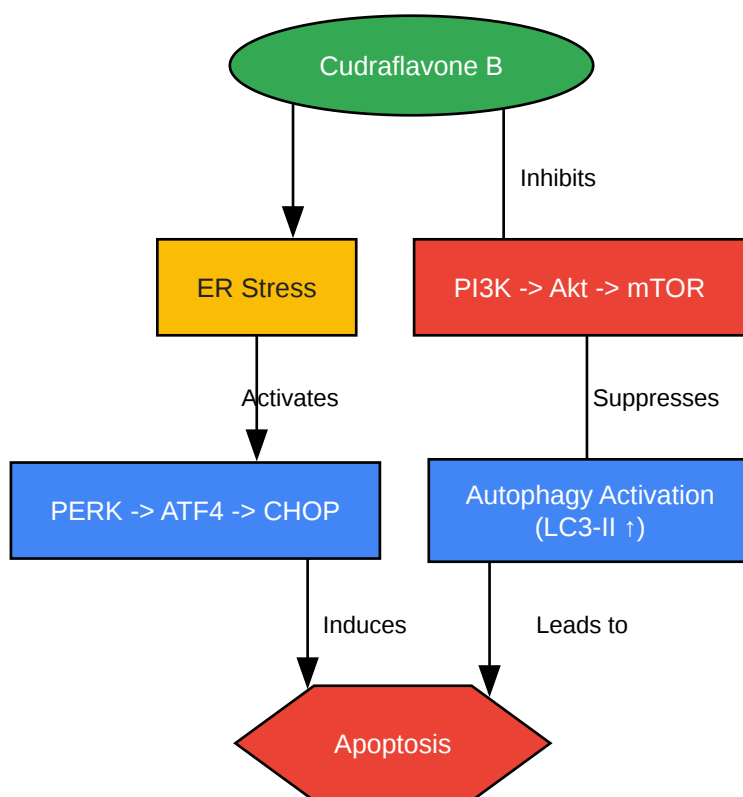 Cudraflavone B
Inhibits
ER Stress
PI3K -> Akt -> mTOR
Activates
Suppresses
PERK -> ATF4 -> CHOP
Autophagy Activation
(LC3-II ↑)
Induces
Leads to
Apoptosis